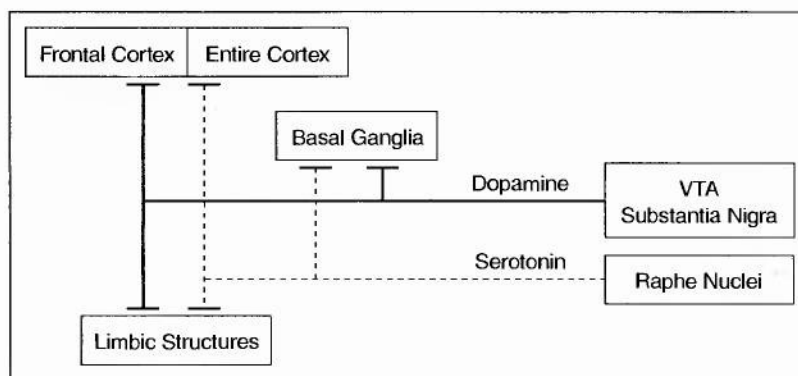 Frontal Cortex
Entire Cortex
Basal Ganglia
Dopamine
VTA
Substantia Nigra
Serotonin
Raphe Nuclei
Limbic Structures